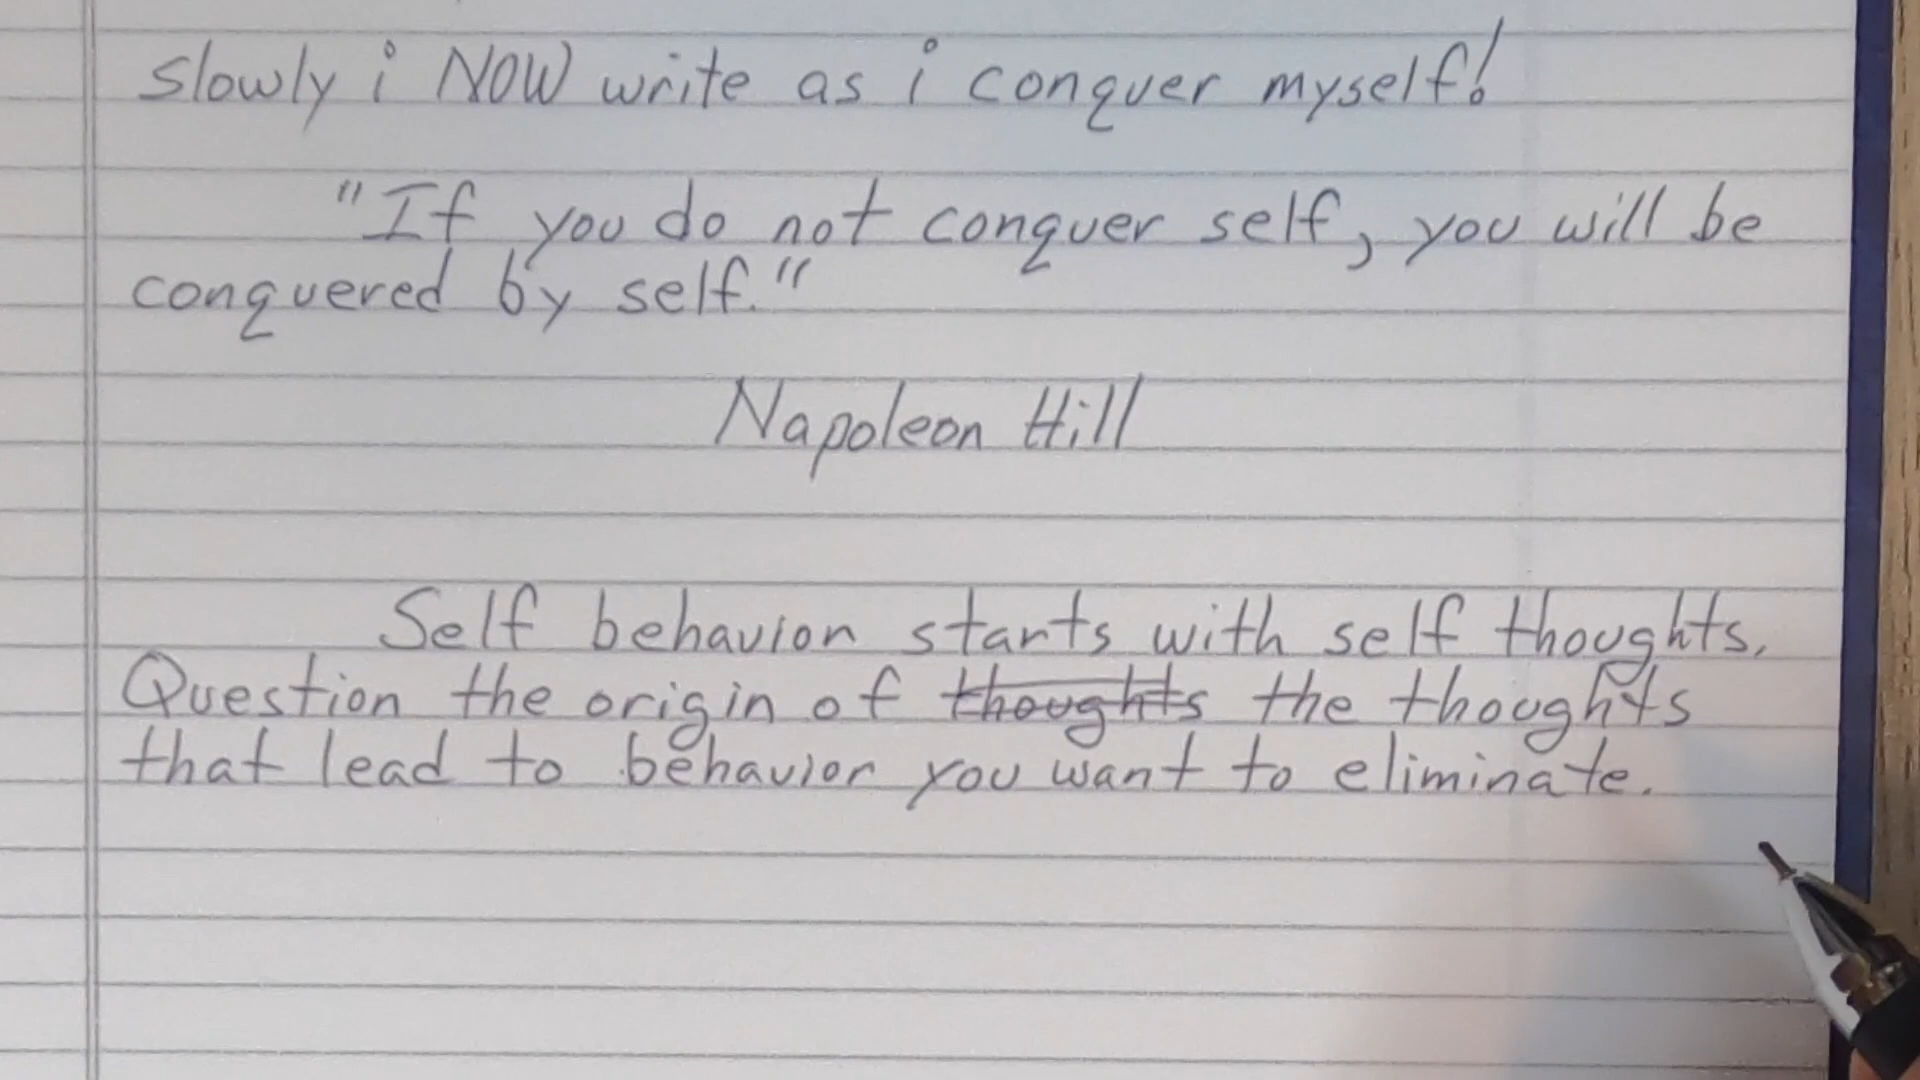 slowly i NOW write as i conquer myself!
"If you do not conquer self, you will be
conquered by self."
Napoleon Hill
Self behavior starts with self thoughts.
Question the origin of thoughts the thoughts
that lead to behavior you want to eliminate.